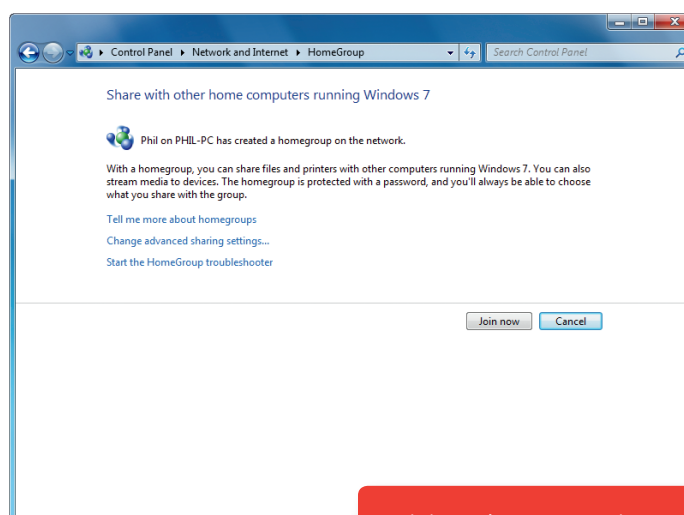 Control Panel Network and Internet HomeGroup Search Control Panel
Share with other home computers running Windows 7
Phil on PHIL-PC has created a homegroup on the network.
With a homegroup, you can share files and printers with other computers running Windows 7. You can also
stream media to devices. The homegroup is protected with a password, and you'll always be able to choose
what you share with the group.
Tell me more about homegroups
Change advanced sharing settings...
Start the HomeGroup troubleshooter
Join now Cancel